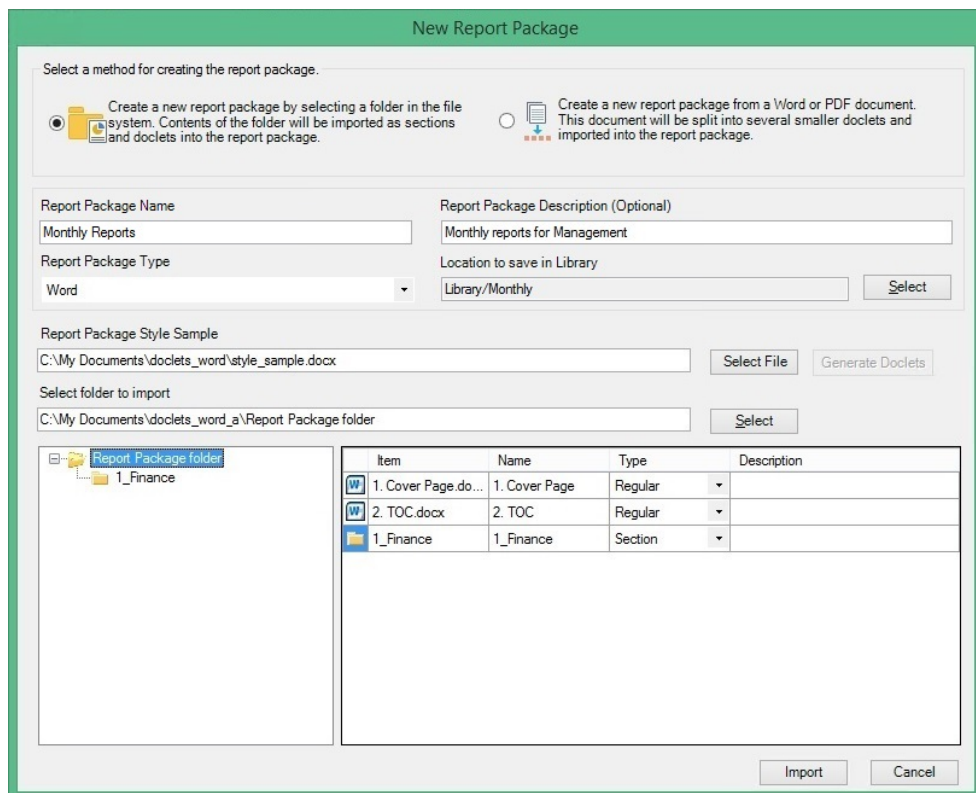 New Report Package
Select a method for creating the report package.
Create a new report package by selecting a folder in the file
system. Contents of the folder will be imported as sections
and doclets into the report package.
Create a new report package from a Word or PDF document.
This document will be split into several smaller doclets and
imported into the report package.
Report Package Name
Report Package Description (Optional)
Monthly Reports
Monthly reports for Management
Report Package Type
Location to save in Library
Word
Library/Monthly
Select
Report Package Style Sample
C:\My Documents\doclets_word\style_sample.docx
Select File
Generate Doclets
Select folder to import
C:\My Documents\doclets_word_a\Report Package folder
Select
Report Package folder
1_Finance
Item Name Type Description
W 1. Cover Page.do... 1. Cover Page Regular
W 2. TOC.docx 2. TOC Regular
1_Finance 1_Finance Section
Import
Cancel